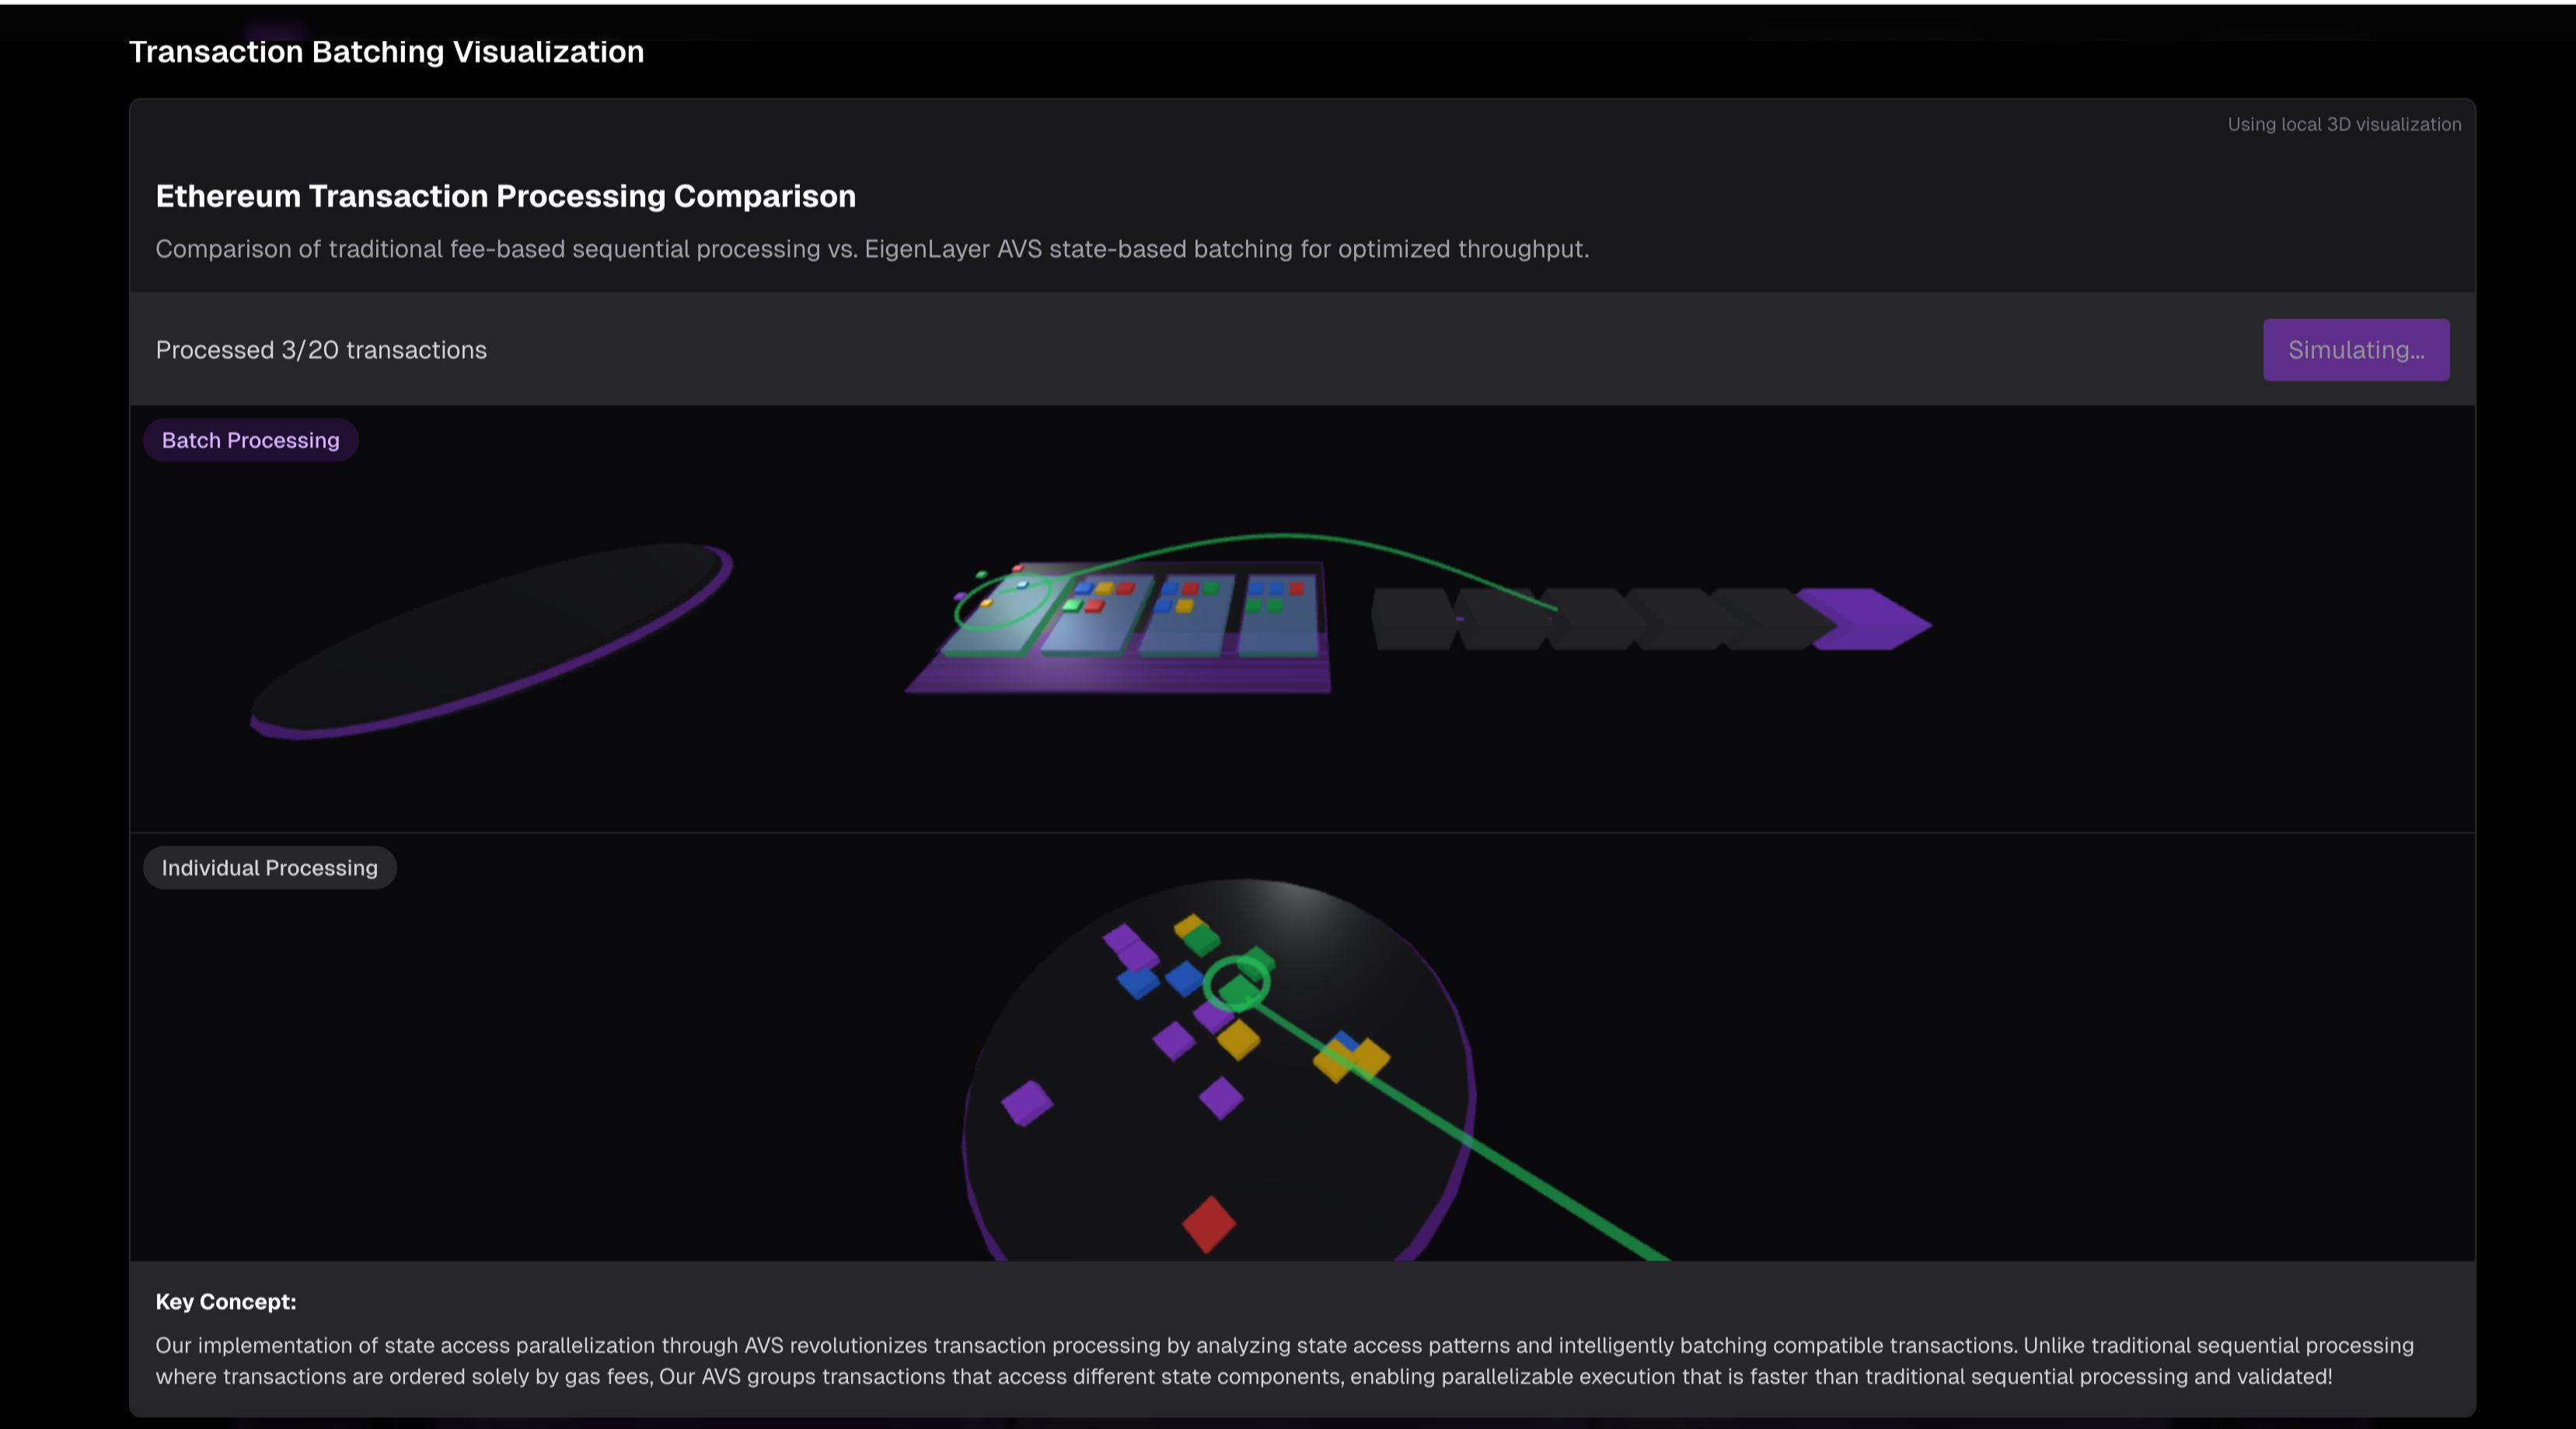 Transaction Batching Visualization
Using local 3D visualization
Ethereum Transaction Processing Comparison
Comparison of traditional fee-based sequential processing vs. EigenLayer AVS state-based batching for optimized throughput.
Processed 3/20 transactions
Simulating...
Batch Processing
Individual Processing
Key Concept:
Our implementation of state access parallelization through AVS revolutionizes transaction processing by analyzing state access patterns and intelligently batching compatible transactions. Unlike traditional sequential processing
where transactions are ordered solely by gas fees, Our AVS groups transactions that access different state components, enabling parallelizable execution that is faster than traditional sequential processing and validated!